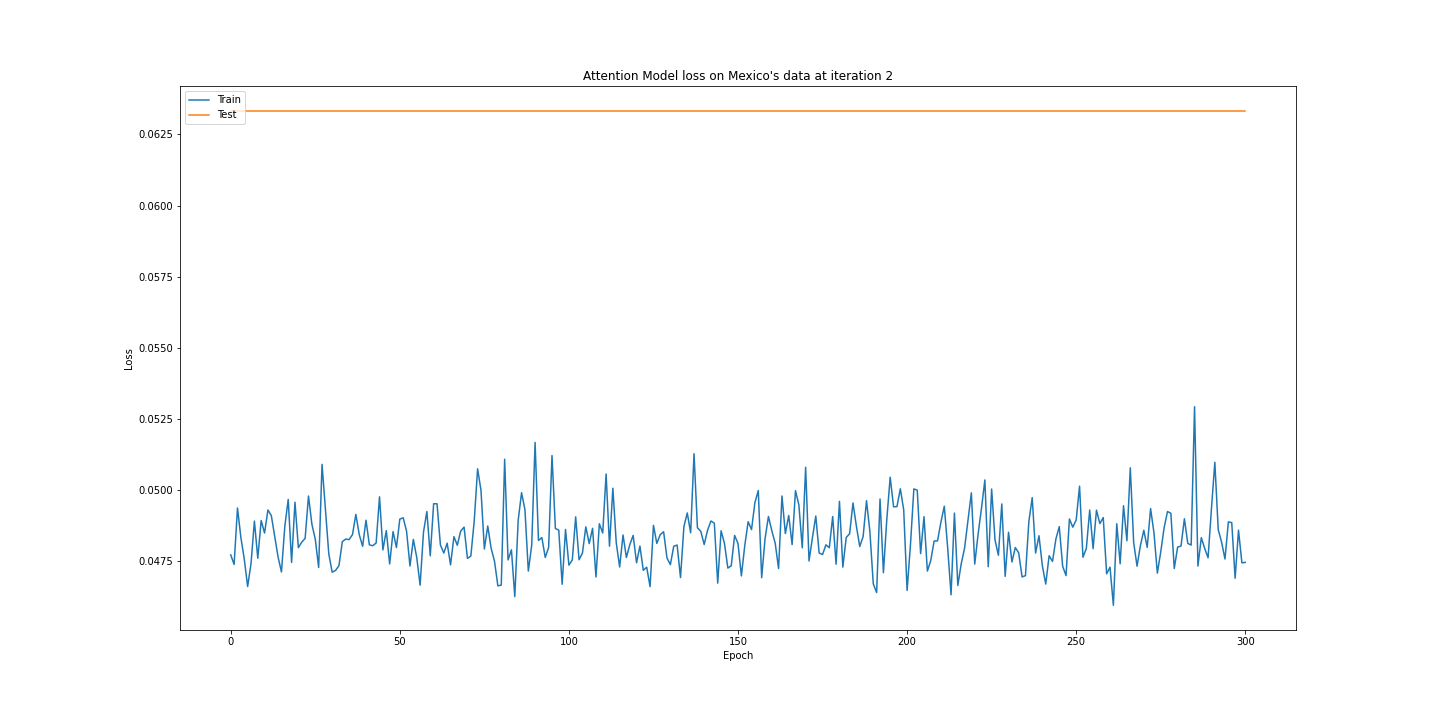 Attention Model loss on Mexico's data at iteration 2
Train
Test
0.0625
0.0600
0.0575
0.0550
0.0525
0.0500
0.0475
Loss
0 50 100 150 200 250 300
Epoch